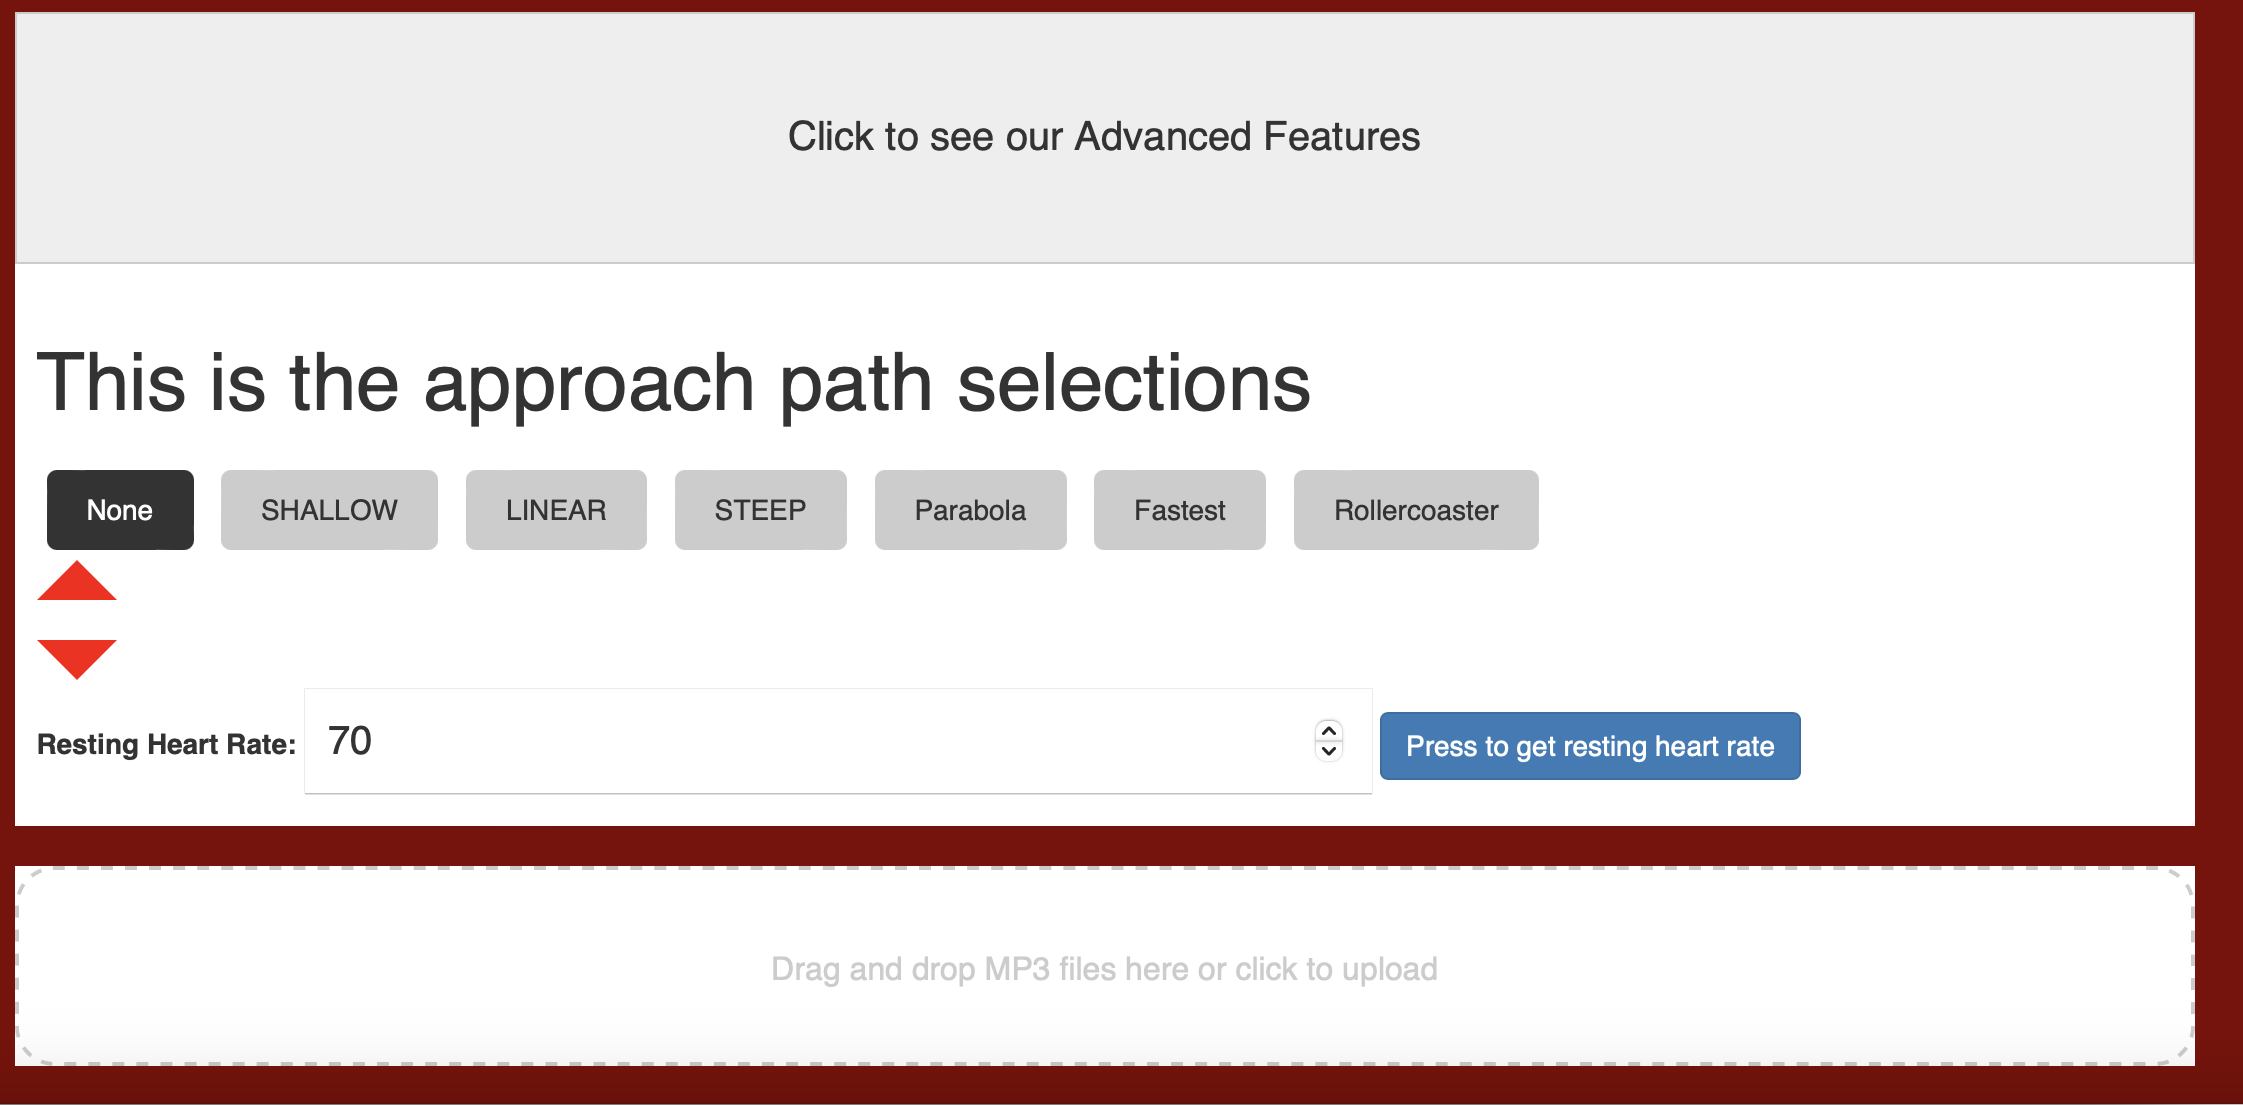 Click to see our Advanced Features
This is the approach path selections
None SHALLOW LINEAR STEEP Parabola Fastest Rollercoaster
Resting Heart Rate: 70 Press to get resting heart rate
Drag and drop MP3 files here or click to upload